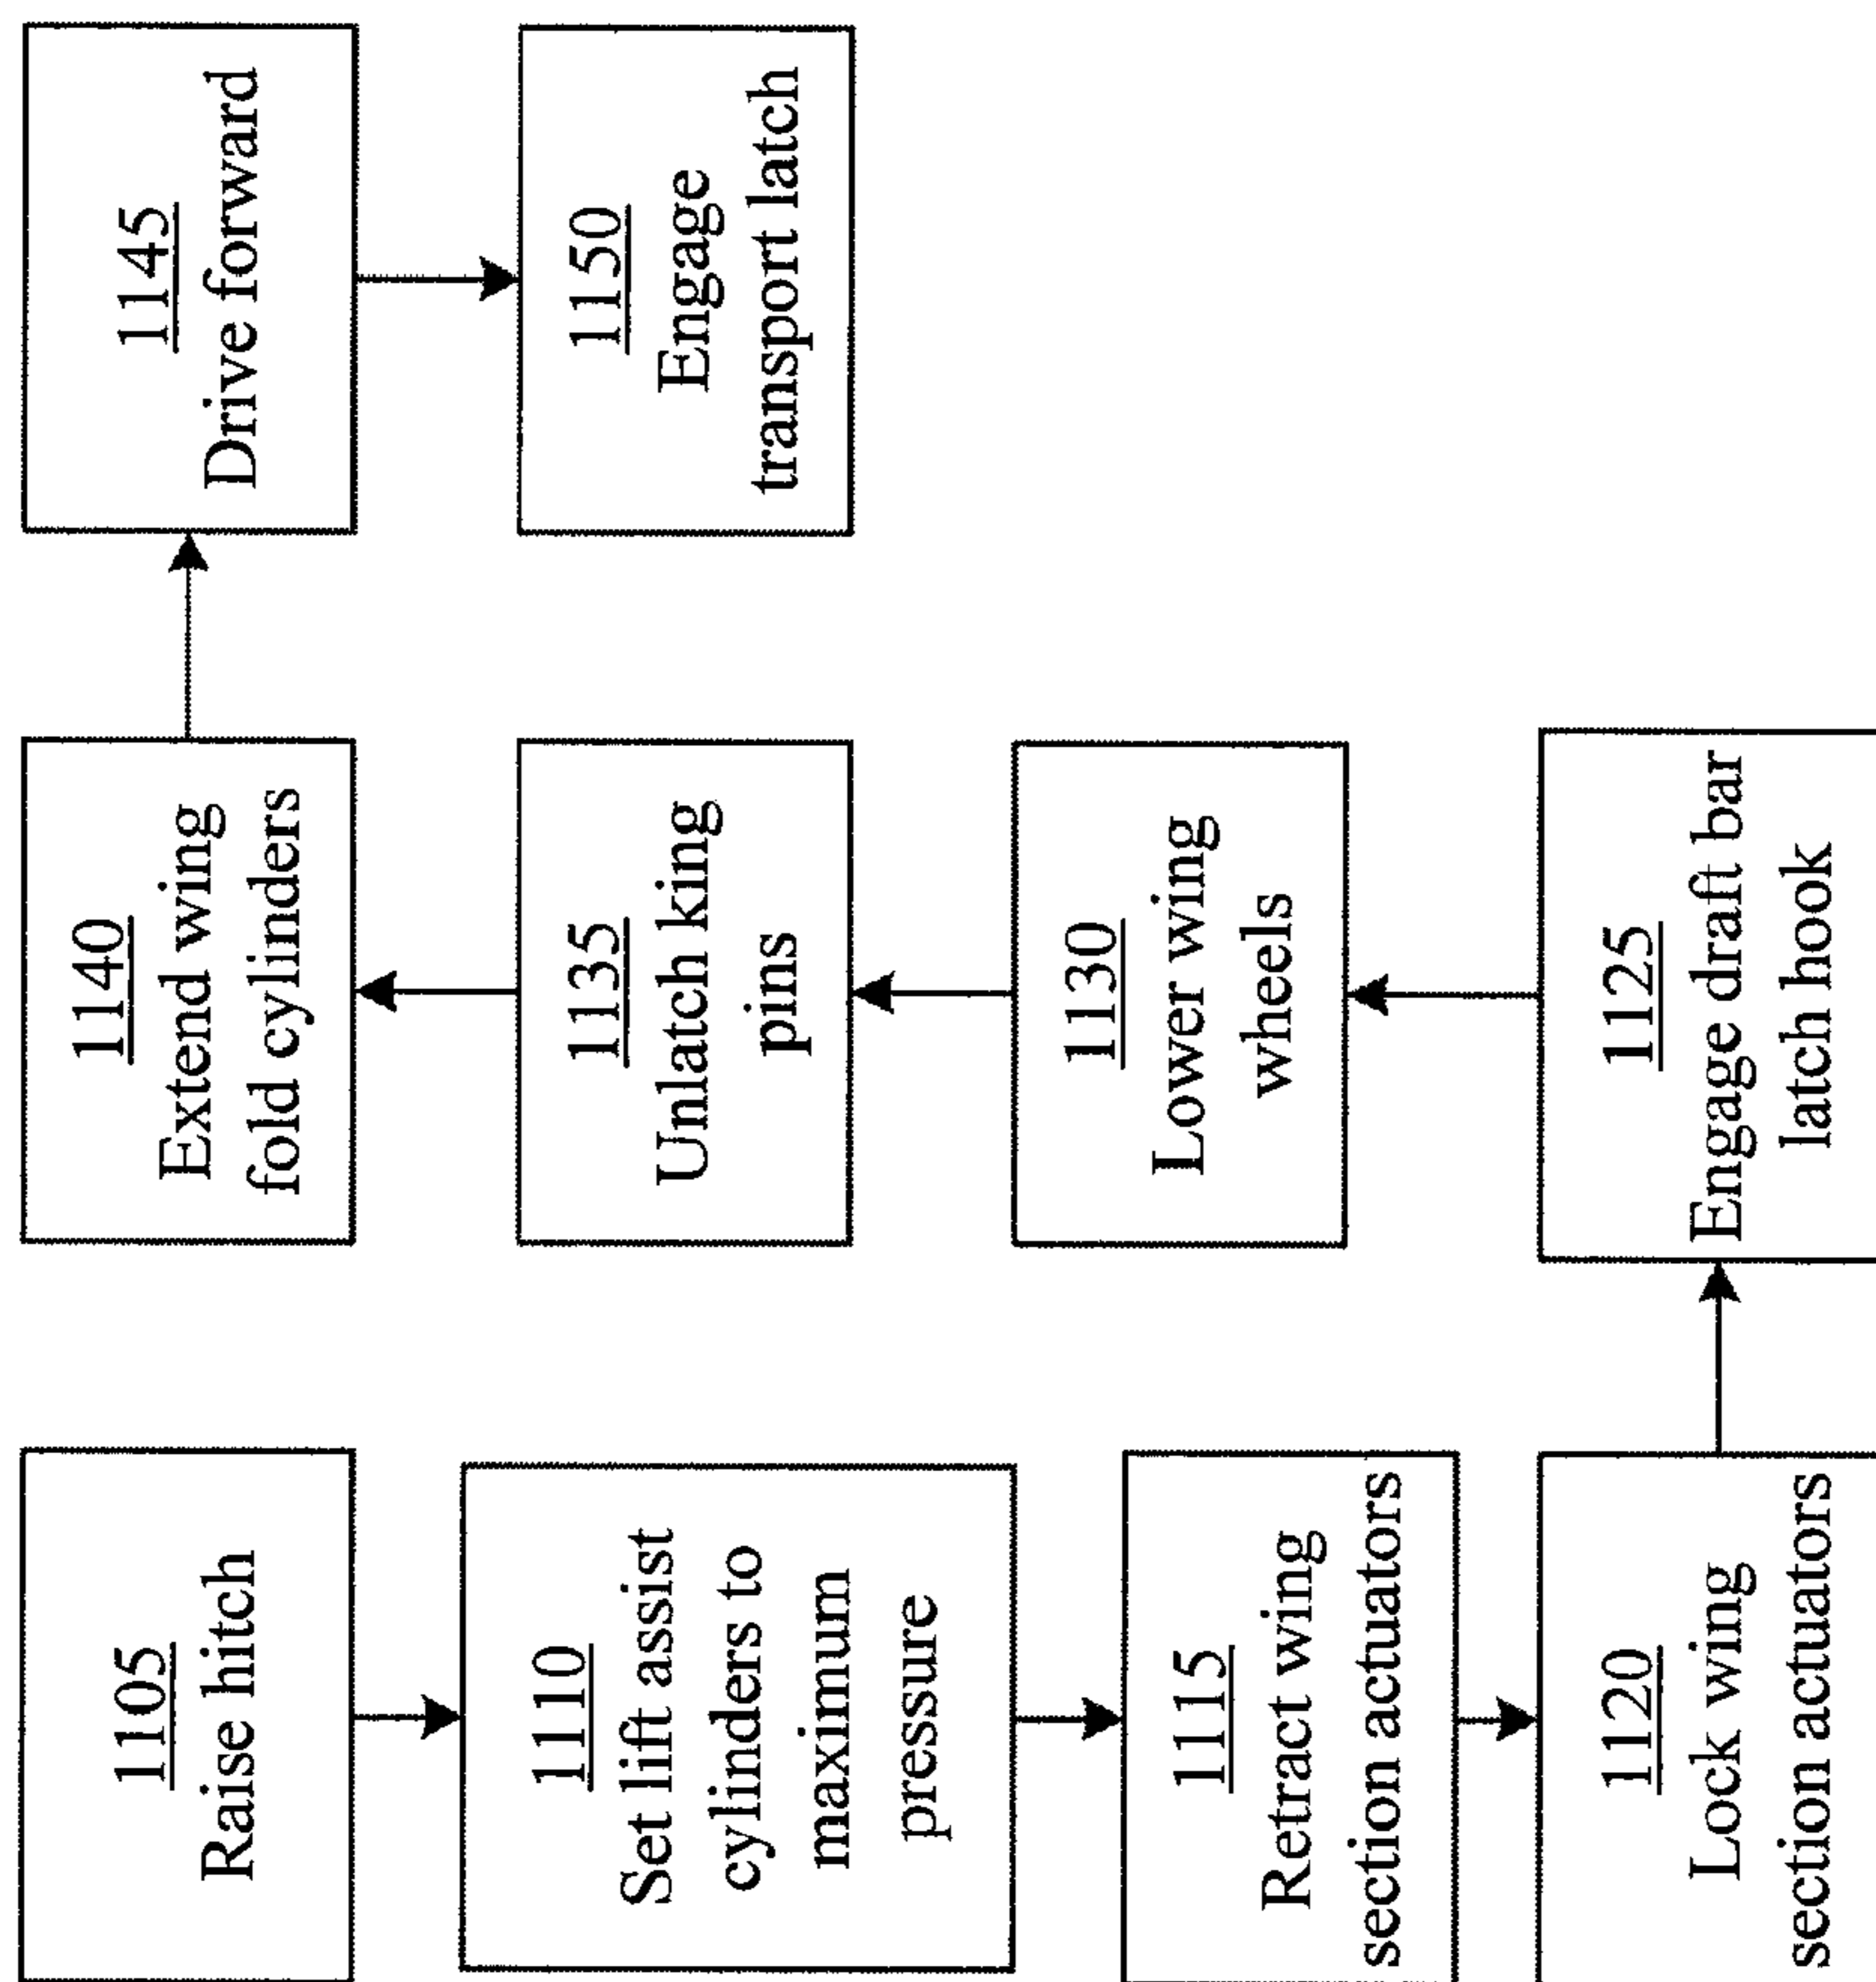 1105
Raise hitch
1110
Set lift assist
cylinders to
maximum
pressure
1115
Retract wing
section actuators
1120
Lock wing
section actuators
1125
Engage draft bar
latch hook
1130
Lower wing
wheels
1135
Unlatch king
pins
1140
Extend wing
fold cylinders
1145
Drive forward
1150
Engage
transport latch